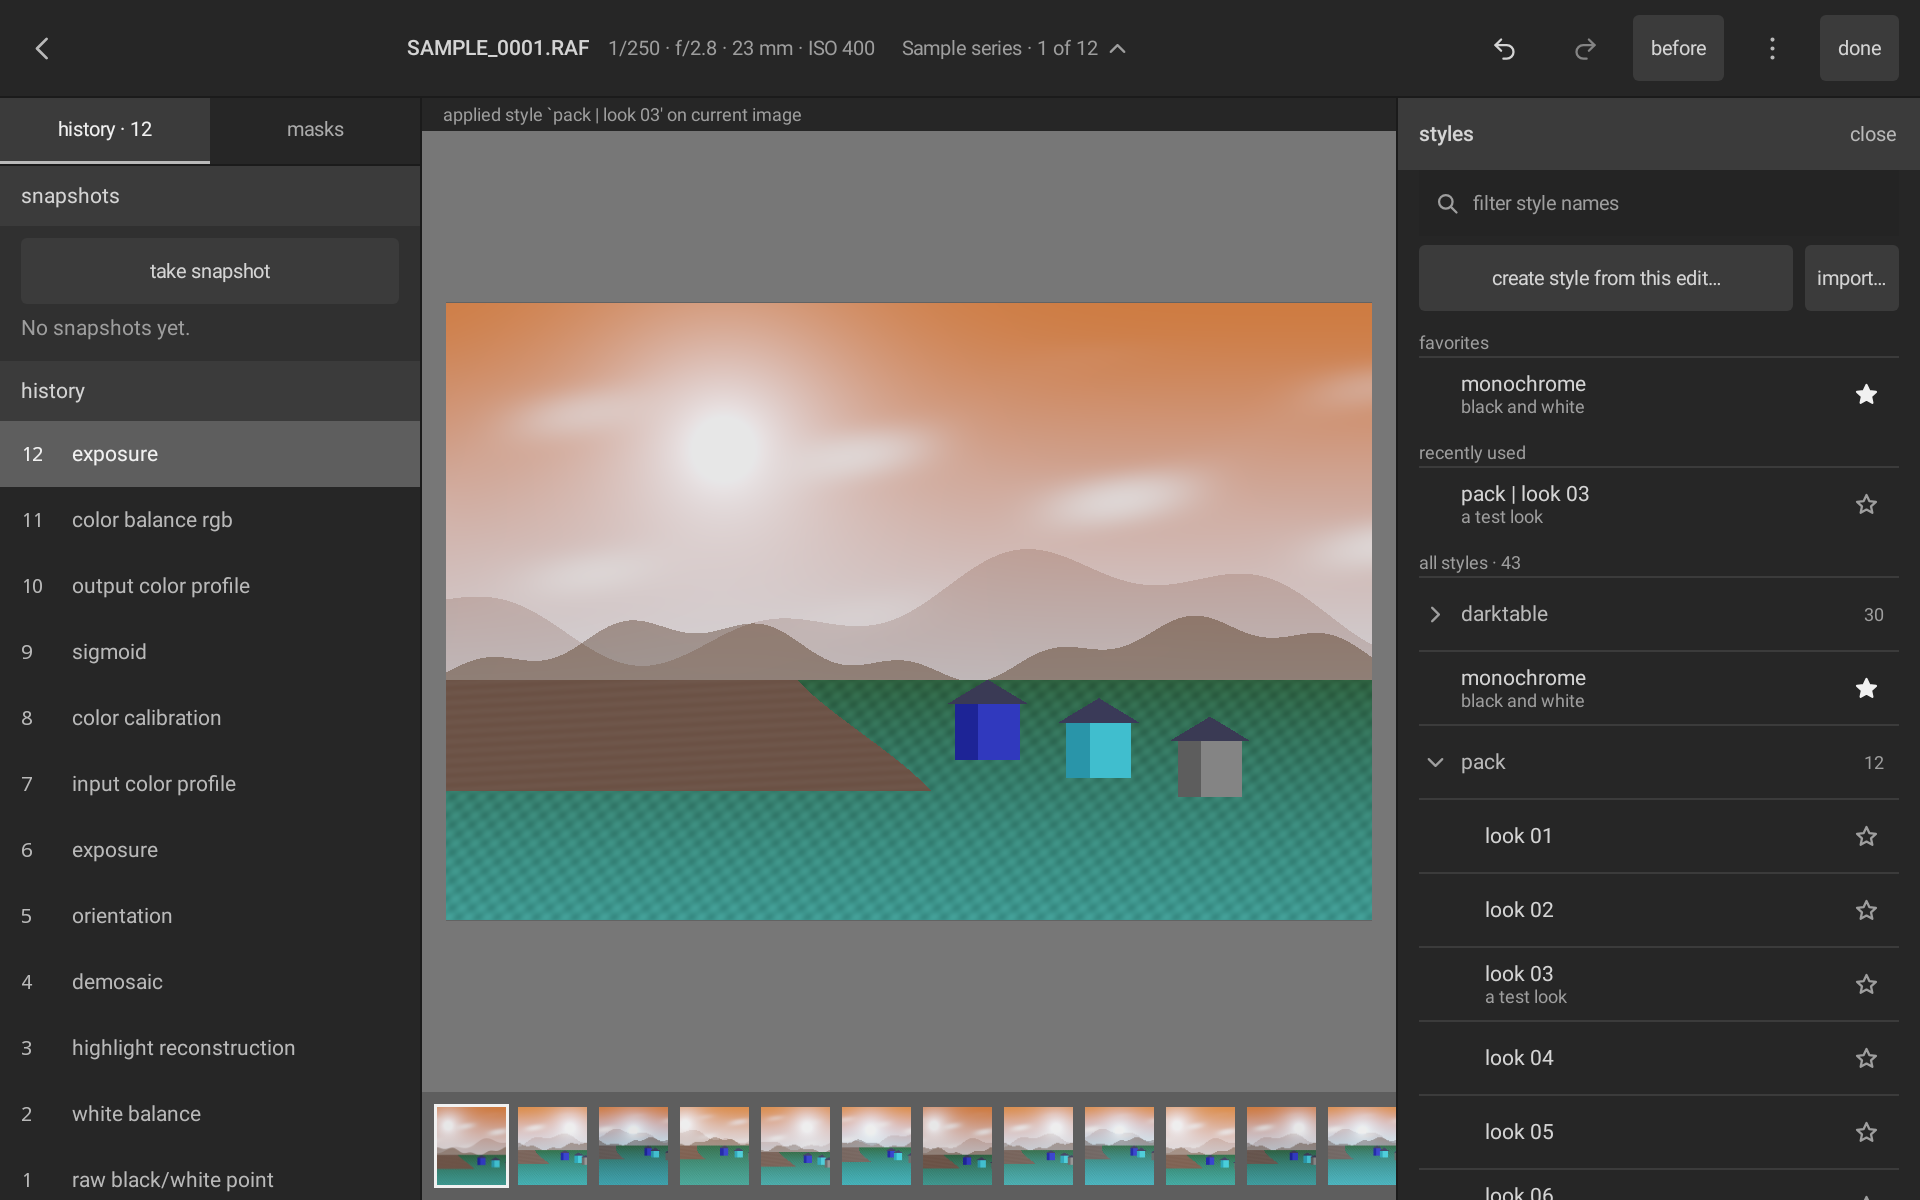 SAMPLE_0001.RAF 1/250 · f/2.8 · 23 mm · ISO 400 Sample series · 1 of 12
before
done
history · 12
masks
snapshots
take snapshot
No snapshots yet.
history
12 exposure
11 color balance rgb
10 output color profile
9 sigmoid
8 color calibration
7 input color profile
6 exposure
5 orientation
4 demosaic
3 highlight reconstruction
2 white balance
1 raw black/white point
applied style `pack | look 03' on current image
styles
close
filter style names
create style from this edit...
import...
favorites
monochrome
black and white
recently used
pack | look 03
a test look
all styles · 43
darktable 30
monochrome
black and white
pack 12
look 01
look 02
look 03
a test look
look 04
look 05
look 06